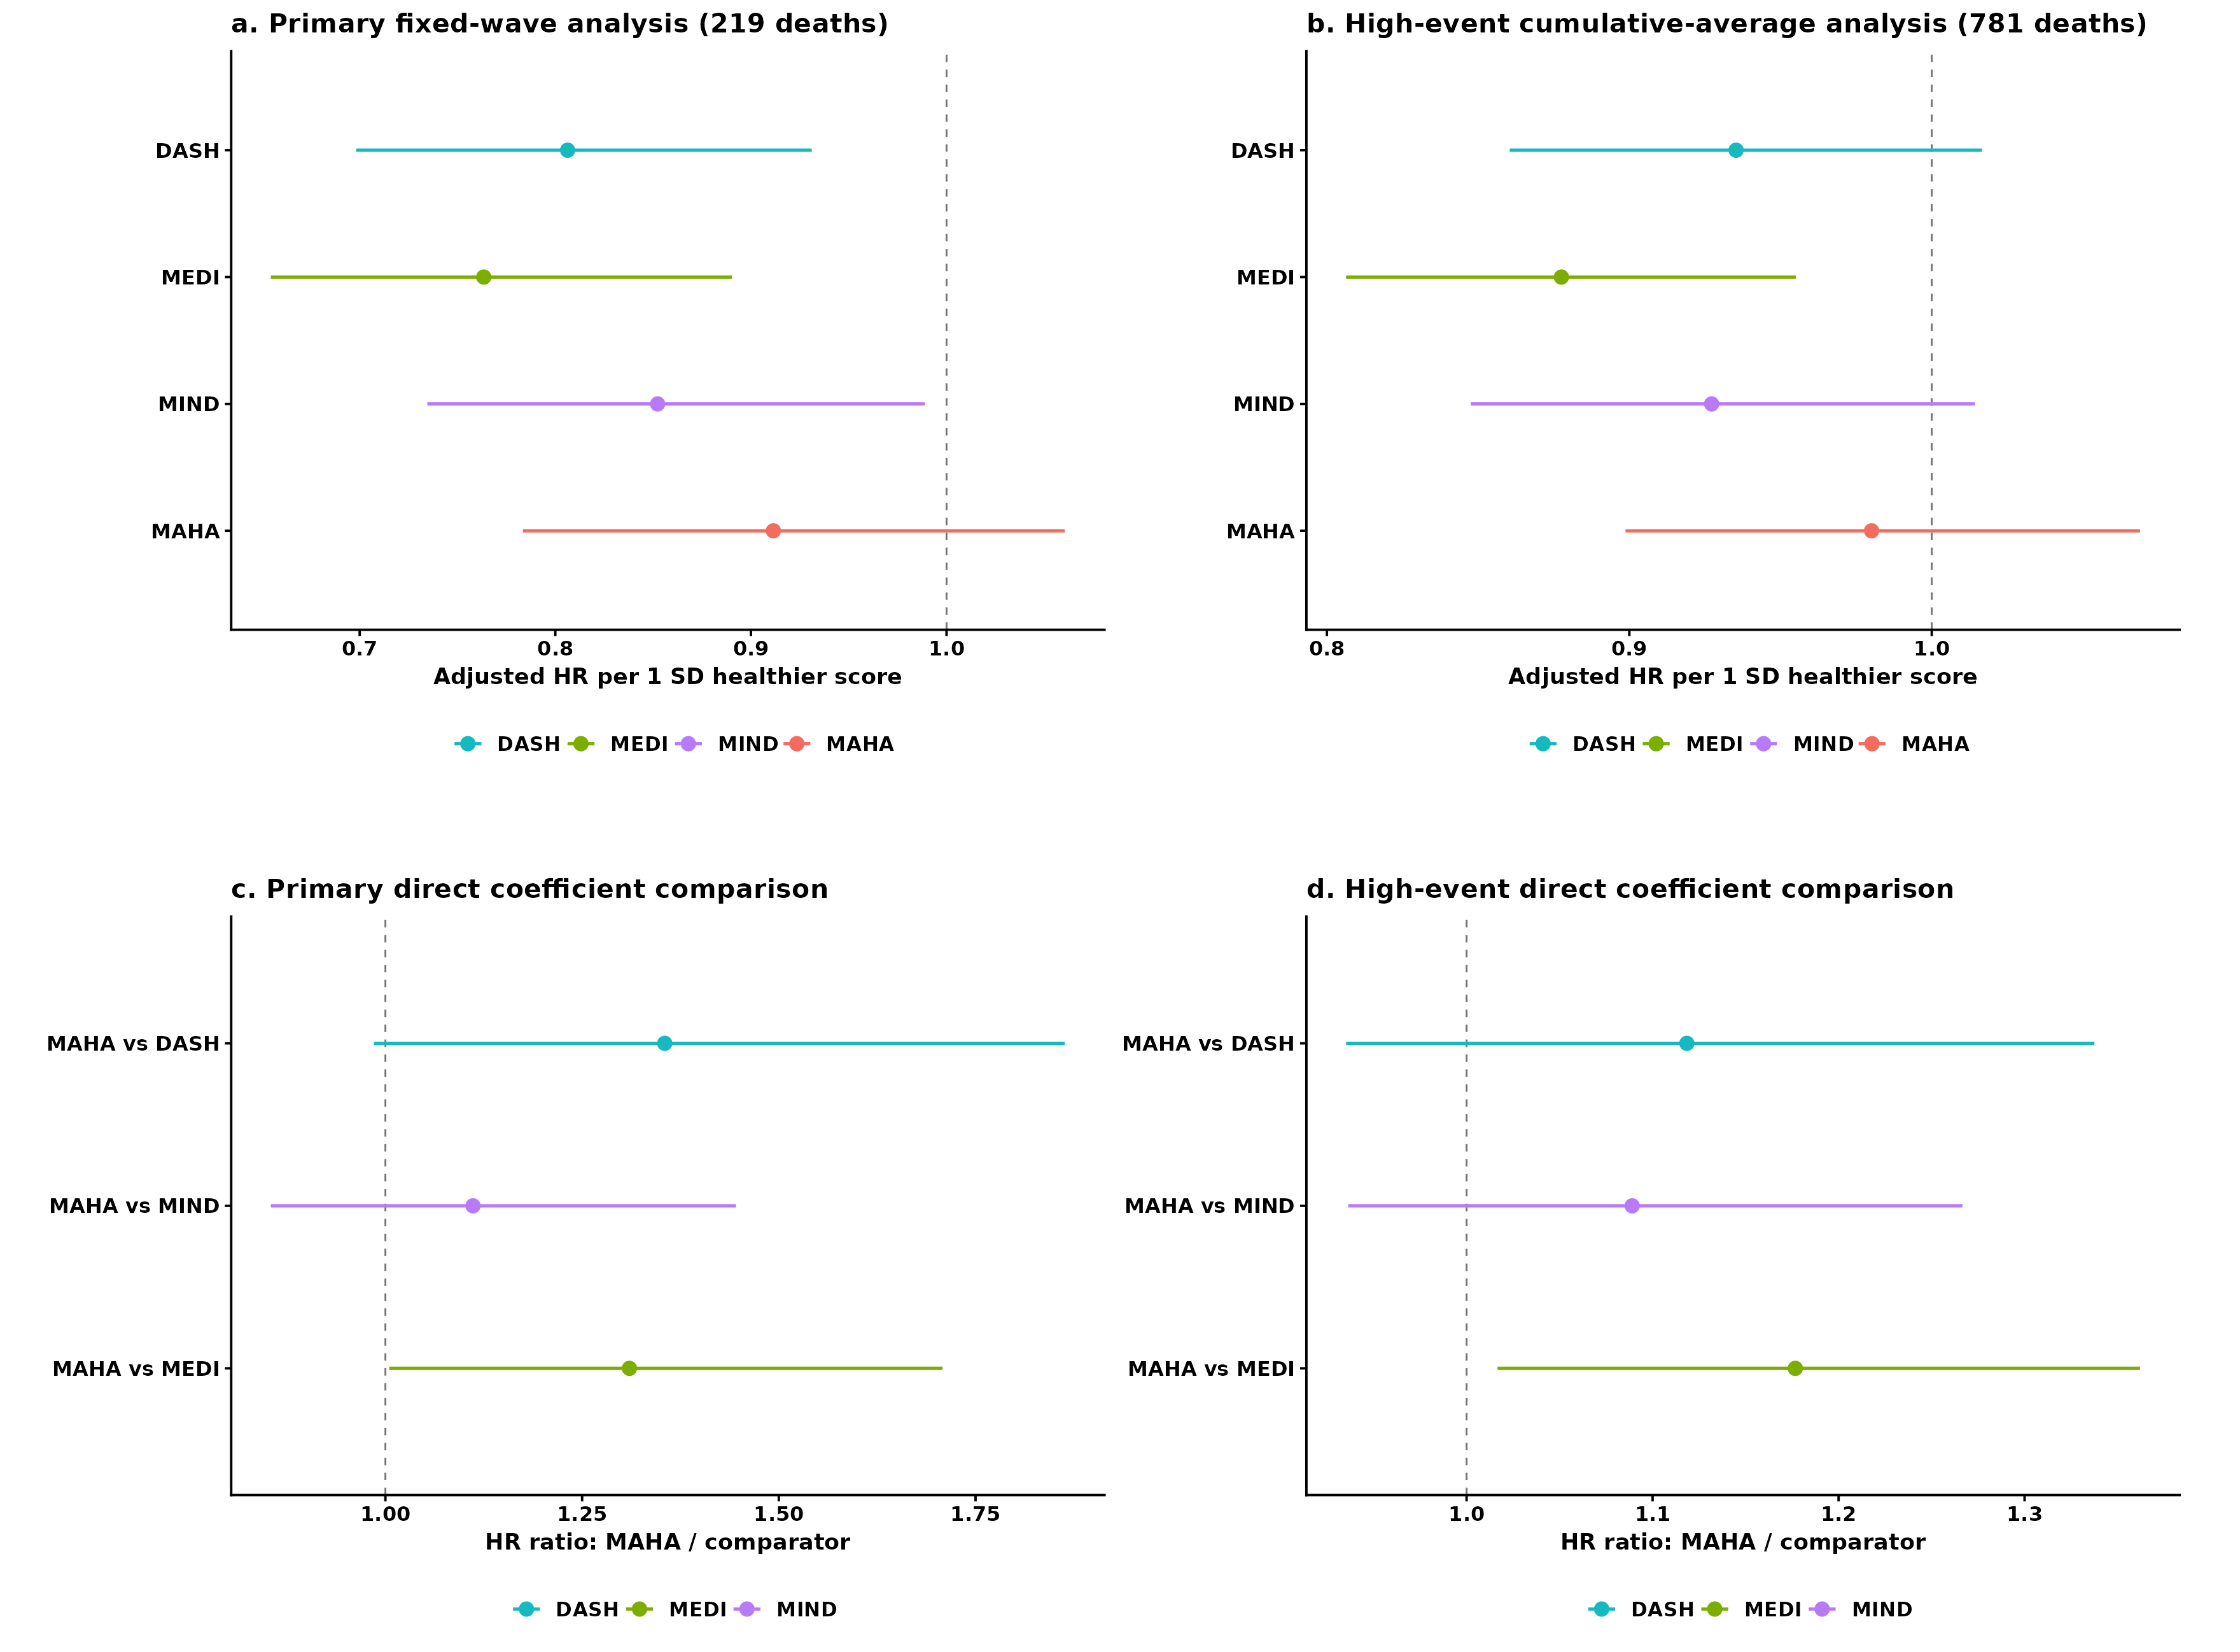 a. Primary fixed-wave analysis (219 deaths)
DASH
MEDI
MIND
MAHA
0.7 0.8 0.9 1.0
Adjusted HR per 1 SD healthier score
DASH MEDI MIND MAHA
b. High-event cumulative-average analysis (781 deaths)
DASH
MEDI
MIND
MAHA
0.8 0.9 1.0
Adjusted HR per 1 SD healthier score
DASH MEDI MIND MAHA
c. Primary direct coefficient comparison
MAHA vs DASH
MAHA vs MIND
MAHA vs MEDI
1.00 1.25 1.50 1.75
HR ratio: MAHA / comparator
DASH MEDI MIND
d. High-event direct coefficient comparison
MAHA vs DASH
MAHA vs MIND
MAHA vs MEDI
1.0 1.1 1.2 1.3
HR ratio: MAHA / comparator
DASH MEDI MIND